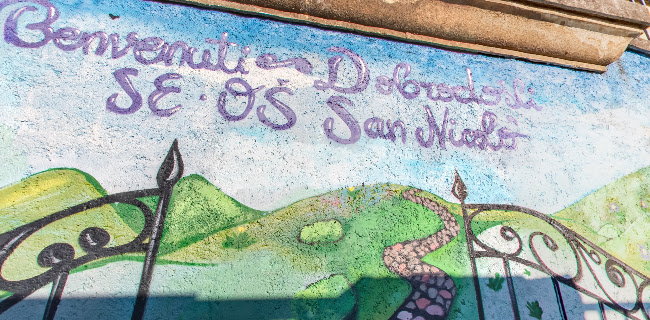 Benvenuti ~ Dobrodošli
SE · OŠ San Nicolò